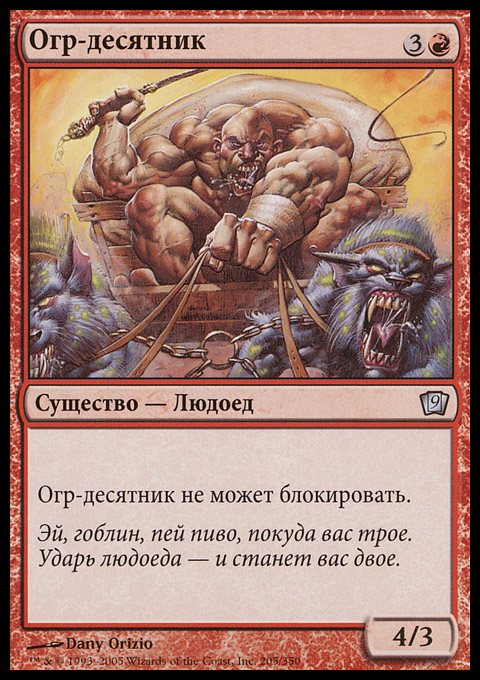 Огр-десятник 3
Существо — Людоед 9
Огр-десятник не может блокировать.
Эй, гоблин, пей пиво, покуда вас трое.
Ударь людоеда — и станет вас двое.
4/3
Dany Orizio
™ & © 1993–2005 Wizards of the Coast, Inc. 205/350